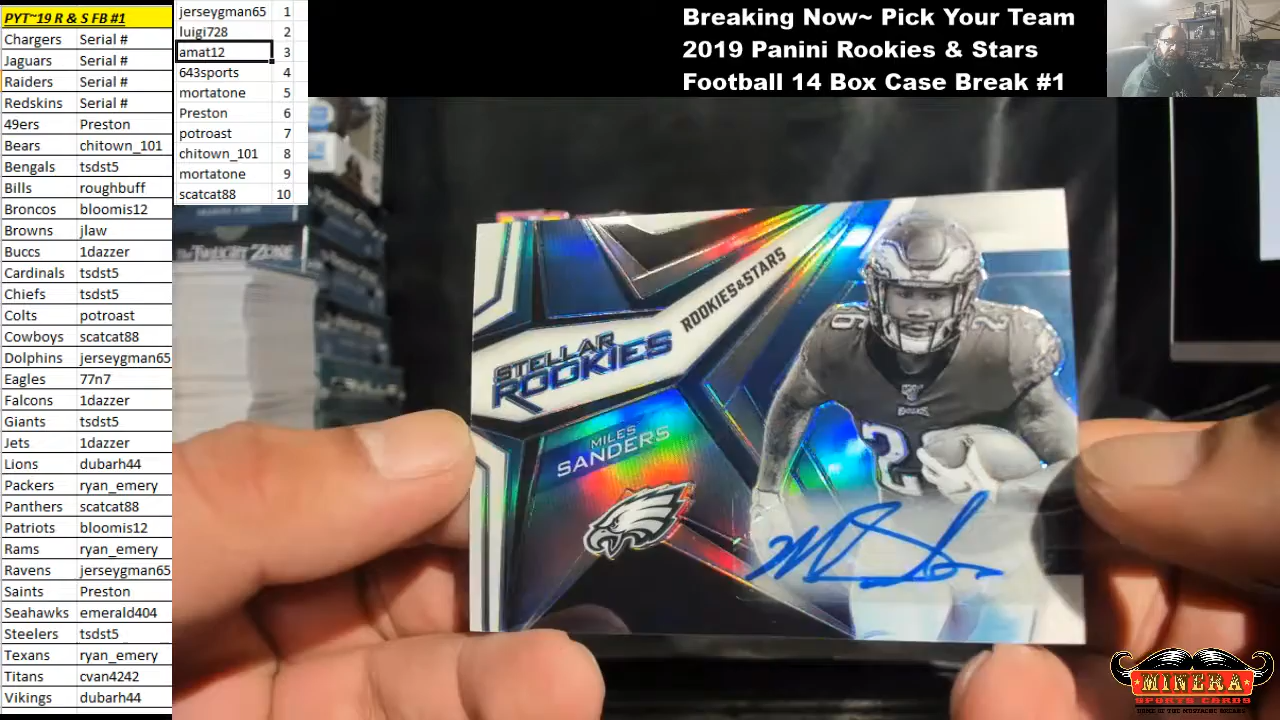 PYT~19 R & S FB #1
Chargers Serial #
Jaguars Serial #
Raiders Serial #
Redskins Serial #
49ers Preston
Bears chitown_101
Bengals tsdst5
Bills roughbuff
Broncos bloomis12
Browns jlaw
Buccs 1dazzer
Cardinals tsdst5
Chiefs tsdst5
Colts potroast
Cowboys scatcat88
Dolphins jerseygman65
Eagles 77n7
Falcons 1dazzer
Giants tsdst5
Jets 1dazzer
Lions dubarh44
Packers ryan_emery
Panthers scatcat88
Patriots bloomis12
Rams ryan_emery
Ravens jerseygman65
Saints Preston
Seahawks emerald404
Steelers tsdst5
Texans ryan_emery
Titans cvan4242
Vikings dubarh44
jerseygman65 1
luigi728 2
amat12 3
643sports 4
mortatone 5
Preston 6
potroast 7
chitown_101 8
mortatone 9
scatcat88 10
Breaking Now~ Pick Your Team
2019 Panini Rookies & Stars
Football 14 Box Case Break #1
ROOKIES&STARS
STELLAR
ROOKIES
MILES
SANDERS
EAGLES
MINERA
SPORTS CARDS